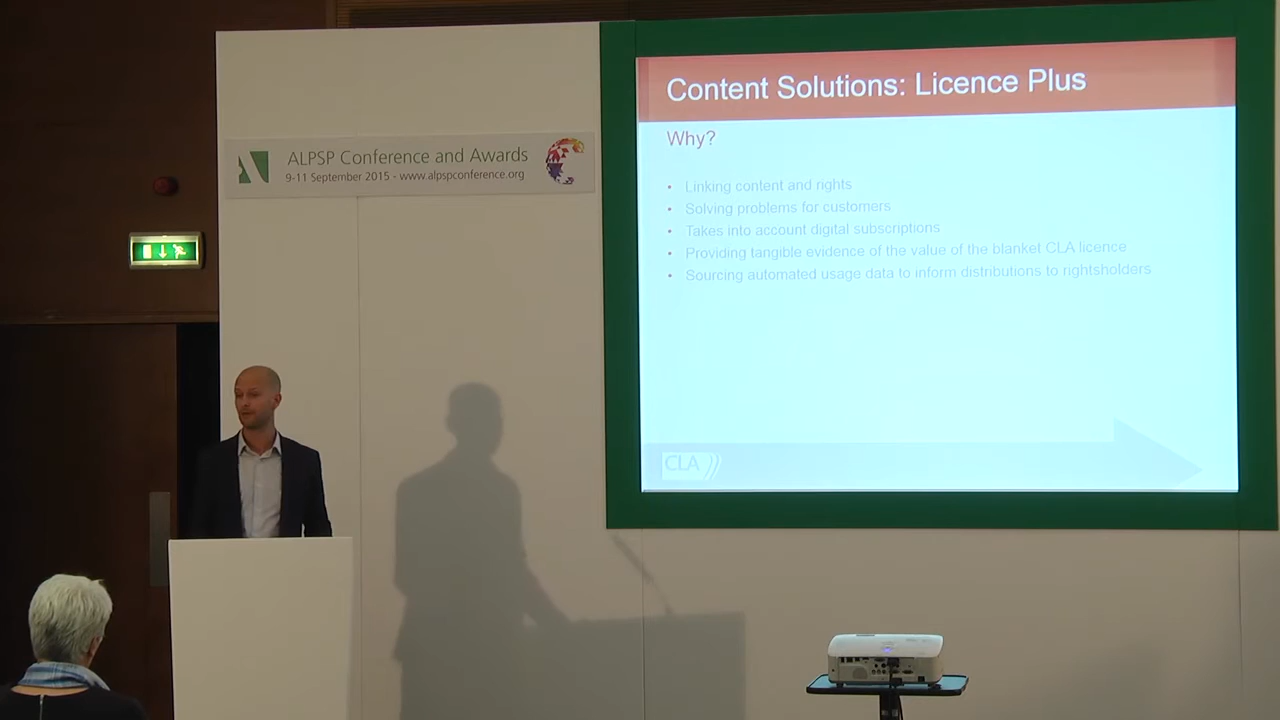 ALPSP Conference and Awards
9-11 September 2015 - www.alpspconference.org
Content Solutions: Licence Plus
Why?
• Linking content and rights
• Solving problems for customers
• Takes into account digital subscriptions
• Providing tangible evidence of the value of the blanket CLA licence
• Sourcing automated usage data to inform distributions to rightsholders
CLA